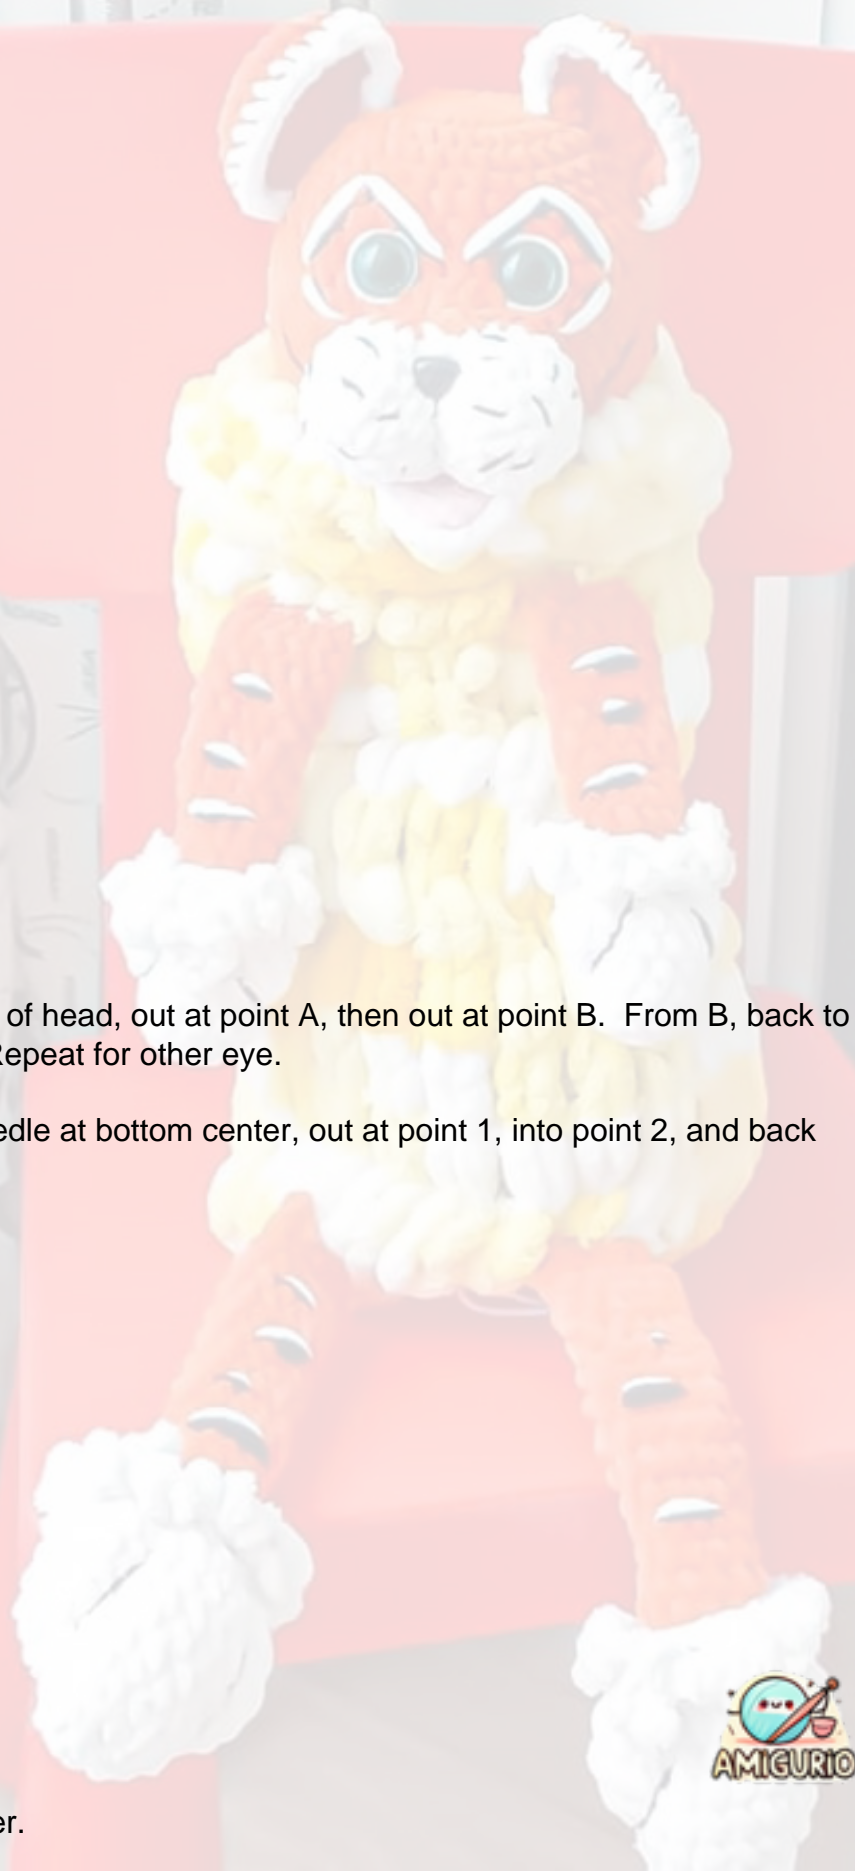 of head, out at point A, then out at point B.  From B, back to
Repeat for other eye.
edle at bottom center, out at point 1, into point 2, and back
AMIGURIO
er.